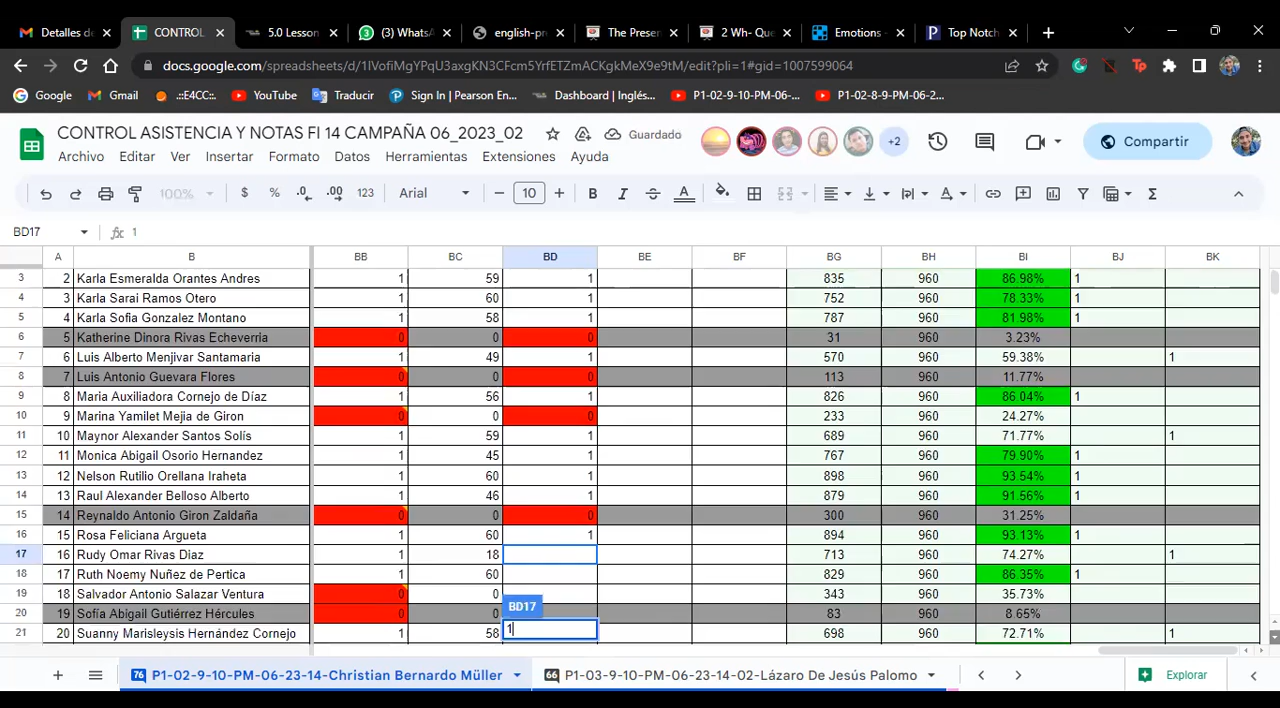 Detalles de
CONTROL
5.0 Lesson
(3) WhatsA
english-pr
The Presen
2 Wh- Que
Emotions -
Top Notch
docs.google.com/spreadsheets/d/1IVofiMgYPqU3axgKN3CFcm5YrfETZmACKgkMeX9e9tM/edit?pli=1#gid=1007599064
Google Gmail .::E4CC::. YouTube Traducir Sign In | Pearson En... Dashboard | Inglés... P1-02-9-10-PM-06-... P1-02-8-9-PM-06-2...
CONTROL ASISTENCIA Y NOTAS FI 14 CAMPAÑA 06_2023_02 Guardado
+2 Compartir
Archivo Editar Ver Insertar Formato Datos Herramientas Extensiones Ayuda
100% $ % .0 .00 123 Arial − 10 + B I S A Σ
BD17 fx 1
A B BB BC BD BE BF BG BH BI BJ BK
3 2 Karla Esmeralda Orantes Andres 1 59 1 835 960 86.98% 1
4 3 Karla Sarai Ramos Otero 1 60 1 752 960 78.33% 1
5 4 Karla Sofia Gonzalez Montano 1 58 1 787 960 81.98% 1
6 5 Katherine Dinora Rivas Echeverria 0 0 0 31 960 3.23%
7 6 Luis Alberto Menjivar Santamaria 1 49 1 570 960 59.38% 1
8 7 Luis Antonio Guevara Flores 0 0 0 113 960 11.77%
9 8 Maria Auxiliadora Cornejo de Díaz 1 56 1 826 960 86.04% 1
10 9 Marina Yamilet Mejia de Giron 0 0 0 233 960 24.27%
11 10 Maynor Alexander Santos Solís 1 59 1 689 960 71.77% 1
12 11 Monica Abigail Osorio Hernandez 1 45 1 767 960 79.90% 1
13 12 Nelson Rutilio Orellana Iraheta 1 60 1 898 960 93.54% 1
14 13 Raul Alexander Belloso Alberto 1 46 1 879 960 91.56% 1
15 14 Reynaldo Antonio Giron Zaldaña 0 0 0 300 960 31.25%
16 15 Rosa Feliciana Argueta 1 60 1 894 960 93.13% 1
17 16 Rudy Omar Rivas Diaz 1 18 713 960 74.27% 1
18 17 Ruth Noemy Nuñez de Pertica 1 60 829 960 86.35% 1
19 18 Salvador Antonio Salazar Ventura 0 0 343 960 35.73%
20 19 Sofía Abigail Gutiérrez Hércules 0 0 BD17 83 960 8.65%
21 20 Suanny Marisleysis Hernández Cornejo 1 58 1 698 960 72.71% 1
76 P1-02-9-10-PM-06-23-14-Christian Bernardo Müller 66 P1-03-9-10-PM-06-23-14-02-Lázaro De Jesús Palomo Explorar